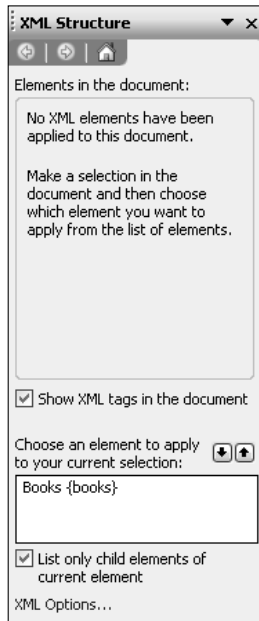 XML Structure
Elements in the document:
No XML elements have been
applied to this document.
Make a selection in the
document and then choose
which element you want to
apply from the list of elements.
Show XML tags in the document
Choose an element to apply
to your current selection:
Books {books}
List only child elements of
current element
XML Options...